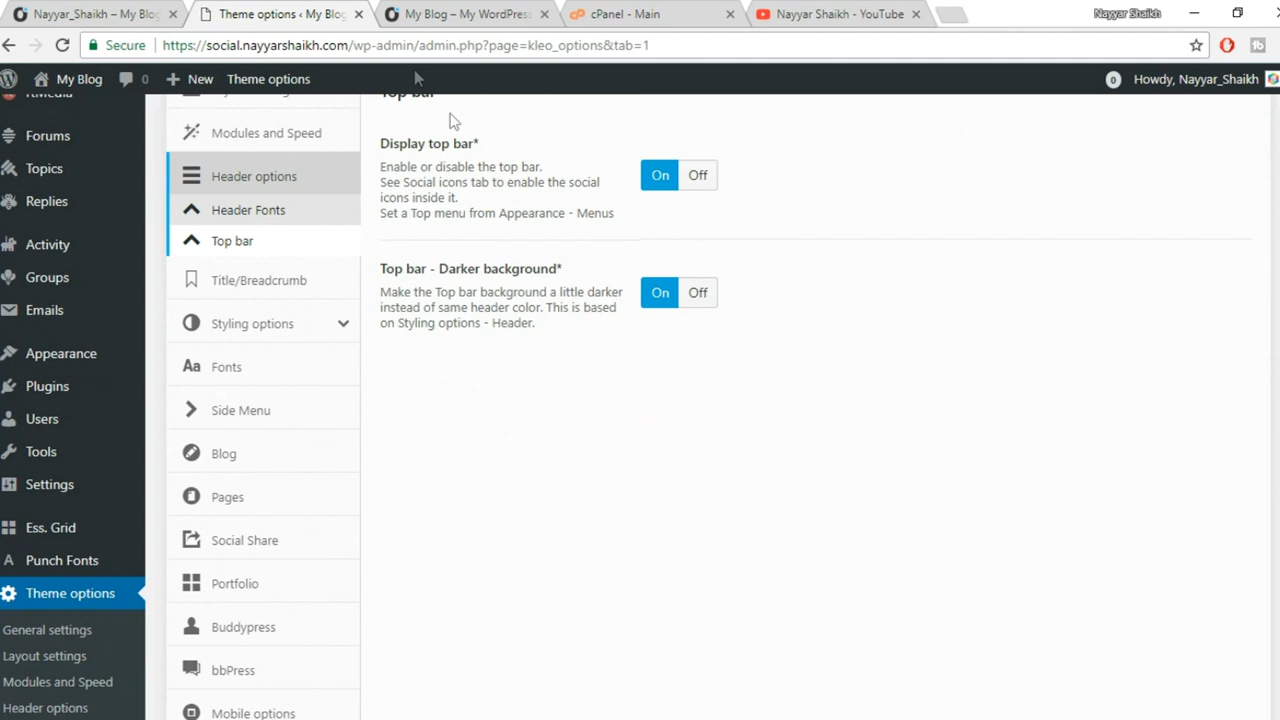 Nayyar_Shaikh – My Blog
Theme options ‹ My Blog
My Blog – My WordPress
cPanel - Main
Nayyar Shaikh - YouTube
Nayyar Shaikh
Secure
https://social.nayyarshaikh.com/wp-admin/admin.php?page=kleo_options&tab=1
My Blog
0
New
Theme options
0
Howdy, Nayyar_Shaikh
Forums
Topics
Replies
Activity
Groups
Emails
Appearance
Plugins
Users
Tools
Settings
Ess. Grid
Punch Fonts
Theme options
General settings
Layout settings
Modules and Speed
Header options
Modules and Speed
Header options
Header Fonts
Top bar
Title/Breadcrumb
Styling options
Aa Fonts
Side Menu
Blog
Pages
Social Share
Portfolio
Buddypress
bbPress
Mobile options
Top bar
Display top bar*
Enable or disable the top bar.
See Social icons tab to enable the social
icons inside it.
Set a Top menu from Appearance - Menus
On Off
Top bar - Darker background*
Make the Top bar background a little darker
instead of same header color. This is based
on Styling options - Header.
On Off